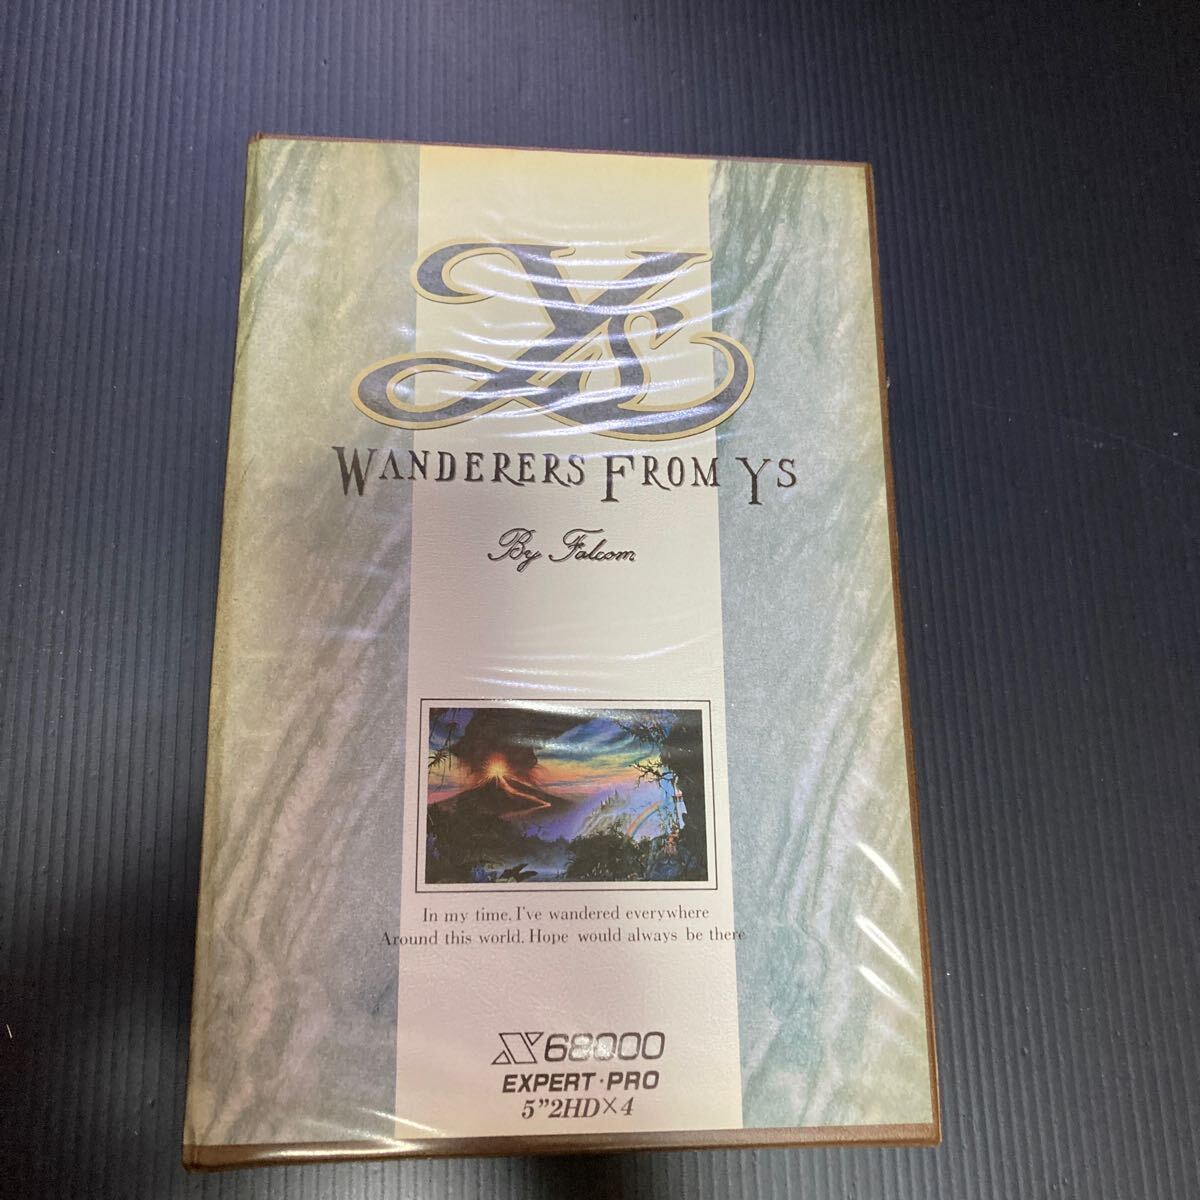 Ys
WANDERERS FROM YS
By Falcom
In my time, I've wandered everywhere
Around this world. Hope would always be there
X68000
EXPERT・PRO
5"2HD×4